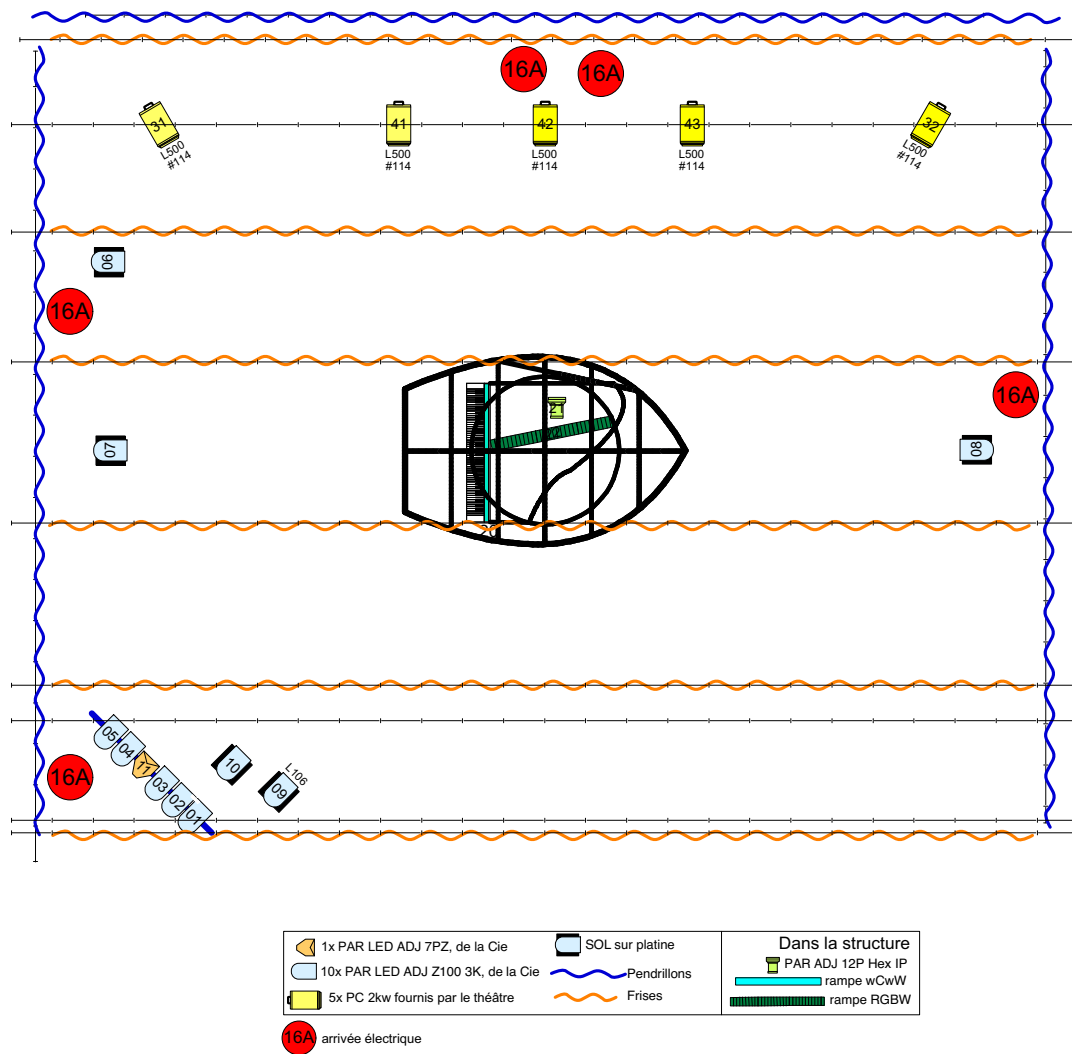 16A
16A
31
41
42
43
32
L500
#114
L500
#114
L500
#114
L500
#114
L500
#114
06
16A
16A
21
07
08
05
04
11
03
02
01
10
L106
09
16A
1x PAR LED ADJ 7PZ, de la Cie
SOL sur platine
Dans la structure
PAR ADJ 12P Hex IP
10x PAR LED ADJ Z100 3K, de la Cie
Pendrillons
rampe wCwW
5x PC 2kw fournis par le théâtre
Frises
rampe RGBW
16A arrivée électrique